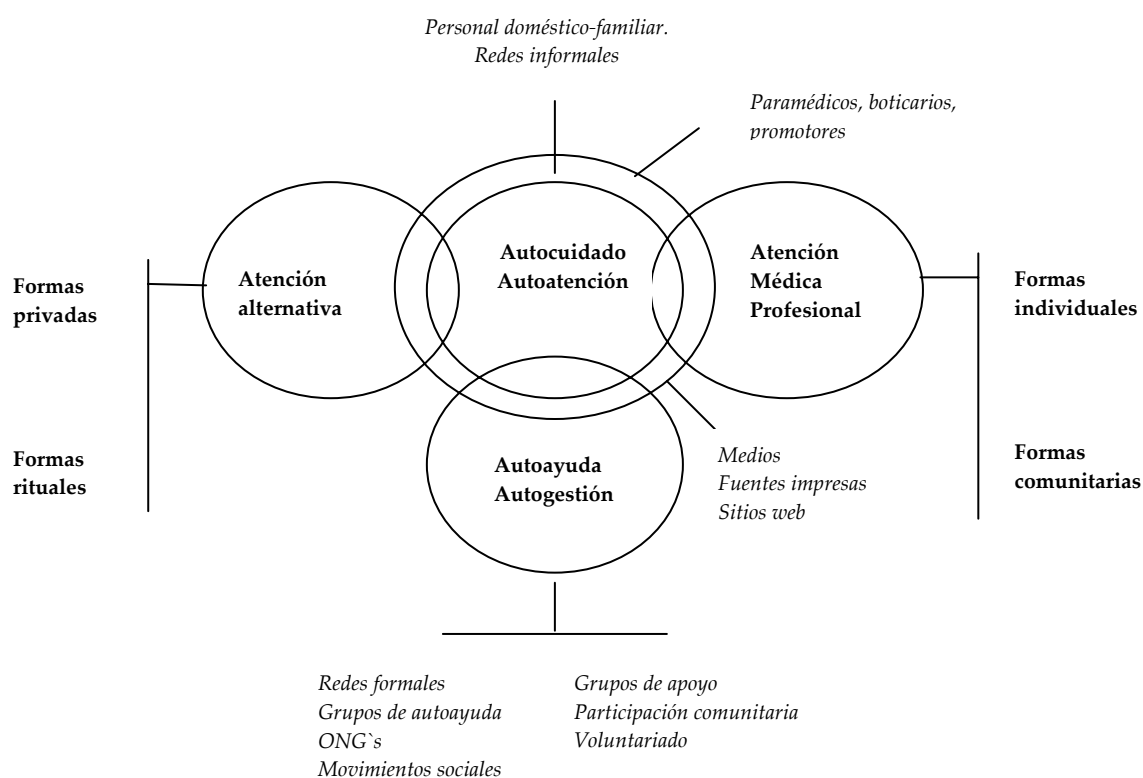 Personal doméstico-familiar.
Redes informales
Paramédicos, boticarios,
promotores
Formas
privadas
Atención
alternativa
Autocuidado
Autoatención
Atención
Médica
Profesional
Formas
individuales
Formas
rituales
Autoayuda
Autogestión
Medios
Fuentes impresas
Sitios web
Formas
comunitarias
Redes formales
Grupos de autoayuda
ONG`s
Movimientos sociales
Grupos de apoyo
Participación comunitaria
Voluntariado